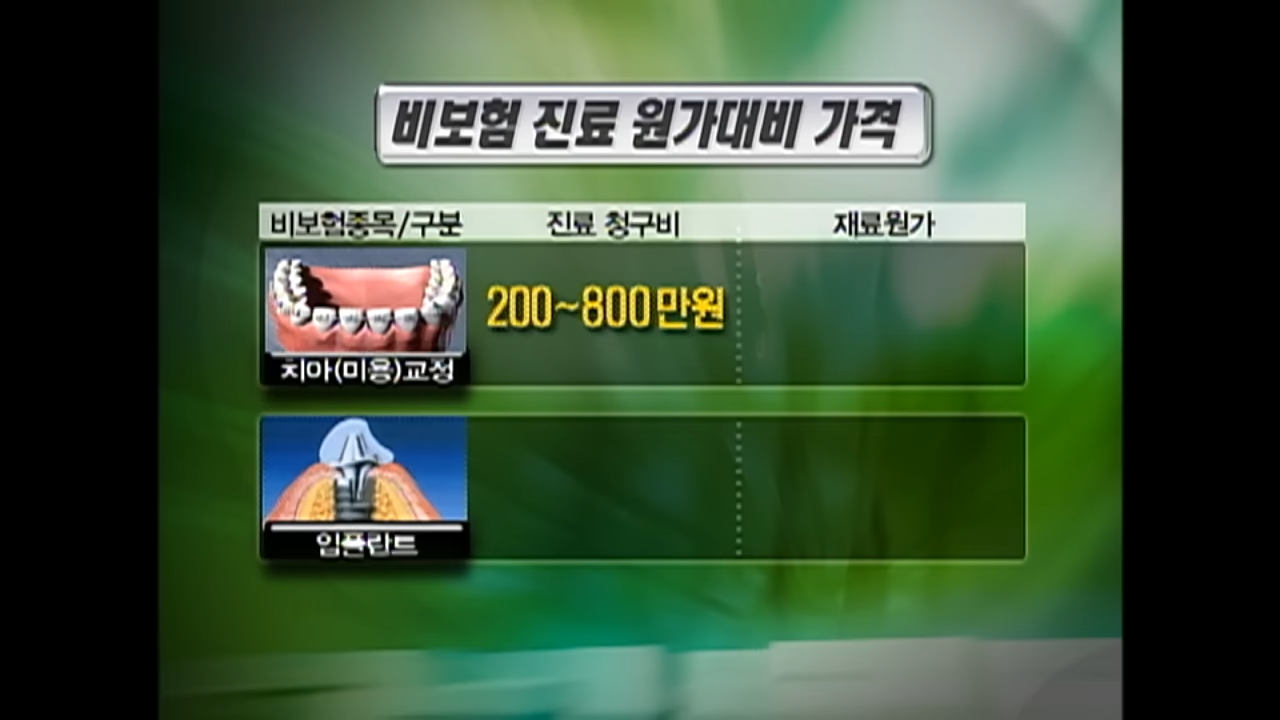 비보험 진료 원가대비 가격
비보험종목/구분 진료 청구비 재료원가
200~800만원
치아(미용)교정
임플란트